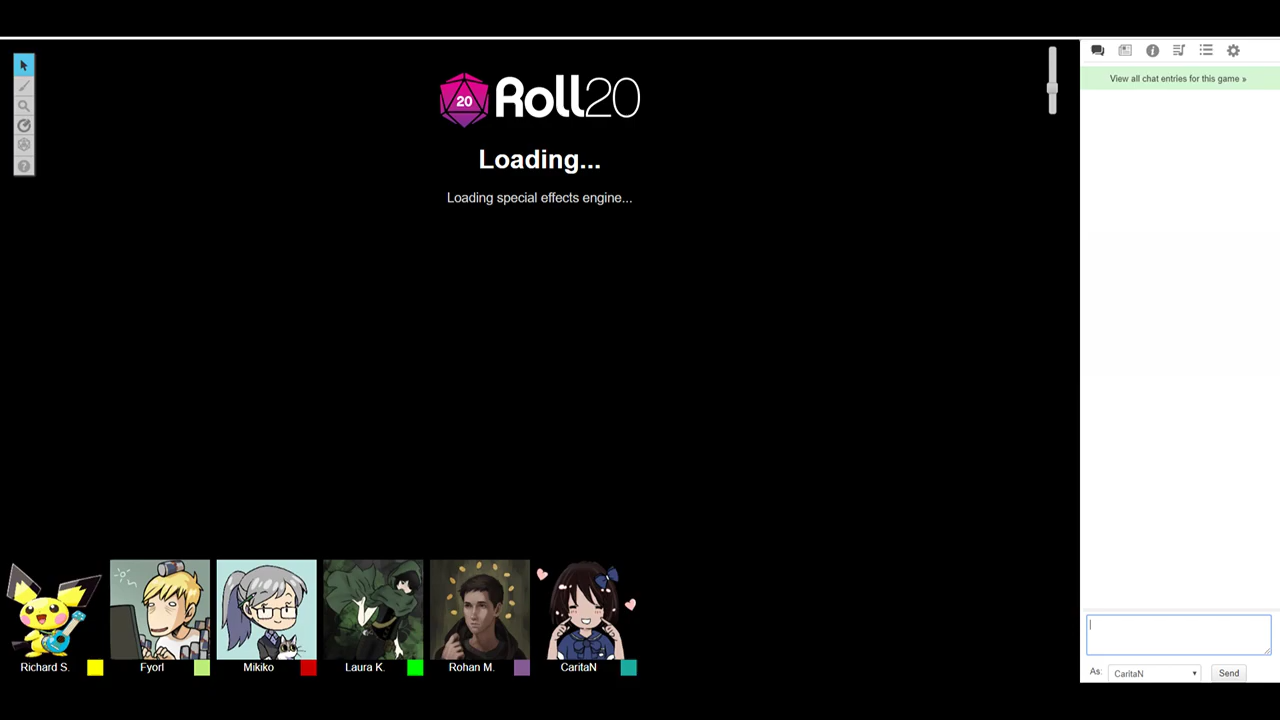 20 Roll20
Loading...
Loading special effects engine...
View all chat entries for this game »
Richard S.
Fyorl
Mikiko
Laura K.
Rohan M.
CaritaN
As:
CaritaN
Send